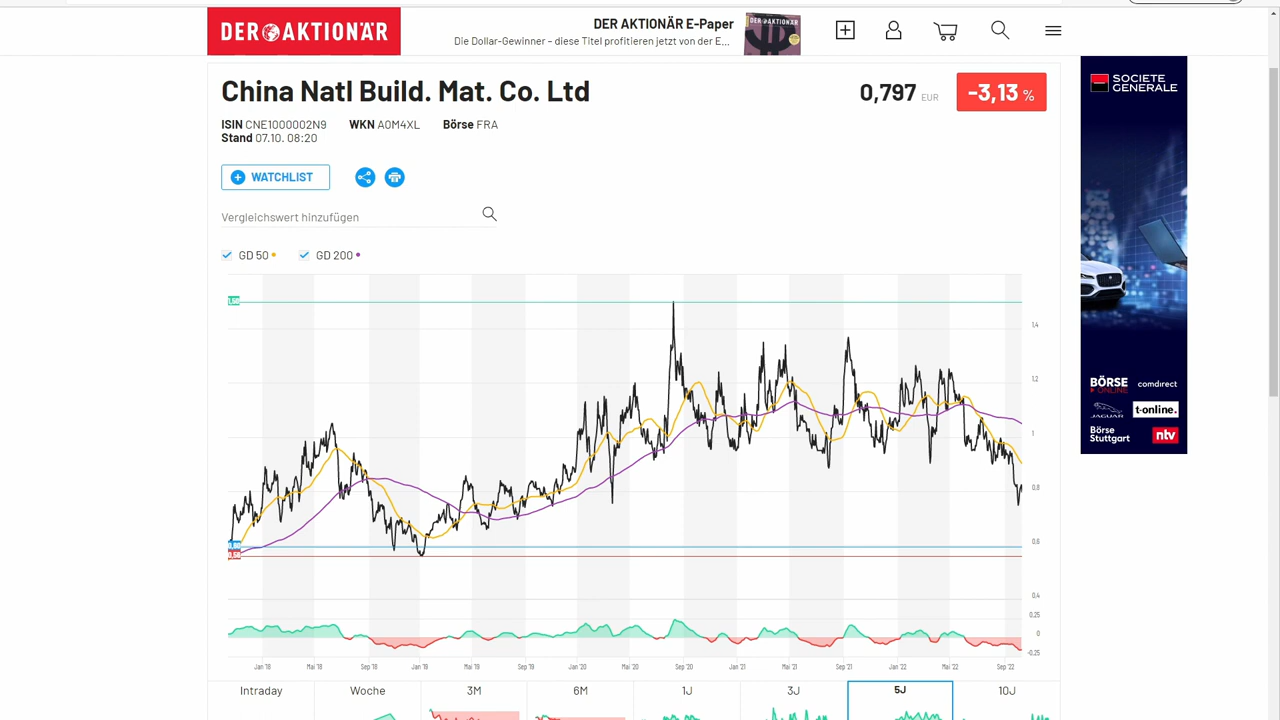 DER AKTIONÄR
DER AKTIONÄR E-Paper
Die Dollar-Gewinner – diese Titel profitieren jetzt von der E...
DER AKTIONÄR
China Natl Build. Mat. Co. Ltd
0,797 EUR
-3,13 %
ISIN CNE1000002N9 WKN A0M4XL Börse FRA
Stand 07.10. 08:20
WATCHLIST
Vergleichswert hinzufügen
GD 50 GD 200
1,4
1,2
1
0,8
0,6
0,4
0,25
0
-0,25
Jan '18 Mai '18 Sep '18 Jan '19 Mai '19 Sep '19 Jan '20 Mai '20 Sep '20 Jan '21 Mai '21 Sep '21 Jan '22 Mai '22 Sep '22
Intraday Woche 3M 6M 1J 3J 5J 10J
SOCIETE
GENERALE
BÖRSE
ONLINE
comdirect
JAGUAR
t-online.
Börse
Stuttgart
ntv